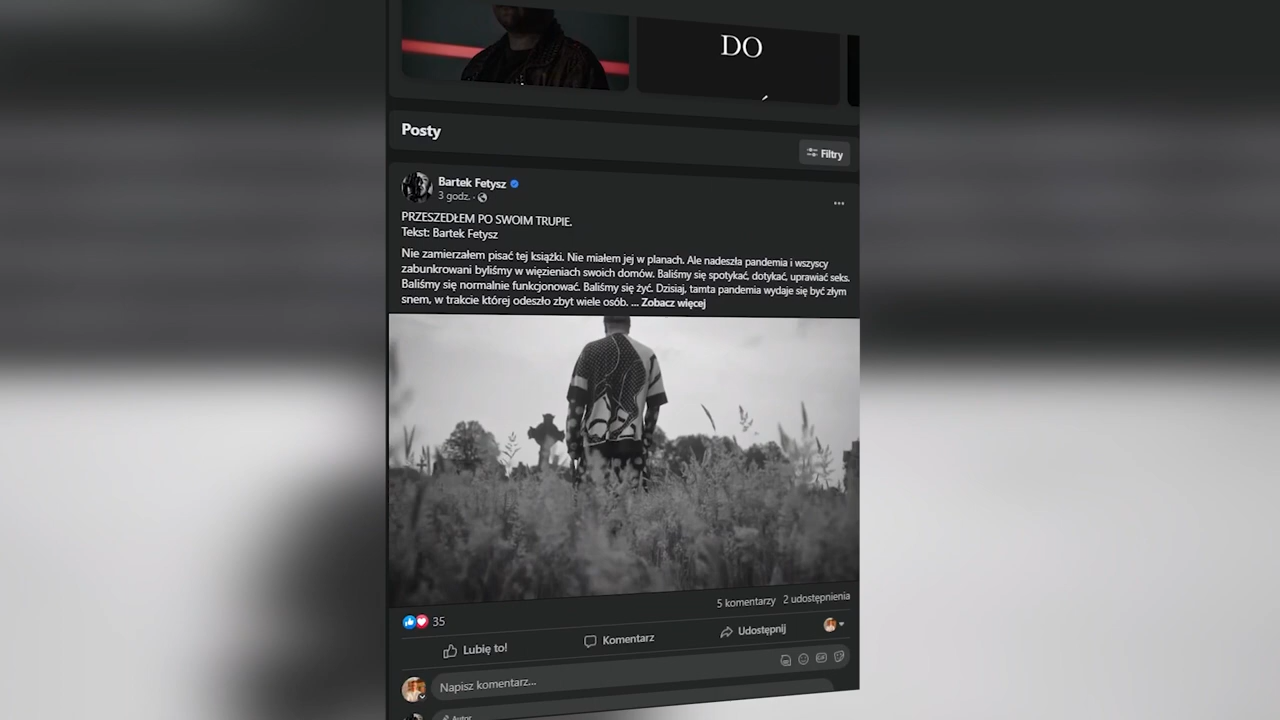 DO
Posty
Filtry
Bartek Fetysz
3 godz. ·
PRZESZEDŁEM PO SWOIM TRUPIE.
Tekst: Bartek Fetysz
Nie zamierzałem pisać tej książki. Nie miałem jej w planach. Ale nadeszła pandemia i wszyscy
zabunkrowani byliśmy w więzieniach swoich domów. Baliśmy się spotykać, dotykać, uprawiać seks.
Baliśmy się normalnie funkcjonować. Baliśmy się żyć. Dzisiaj, tamta pandemia wydaje się być złym
snem, w trakcie której odeszło zbyt wiele osób. ... Zobacz więcej
5 komentarzy 2 udostępnienia
35
Lubię to!
Komentarz
Udostępnij
Napisz komentarz...
Autor